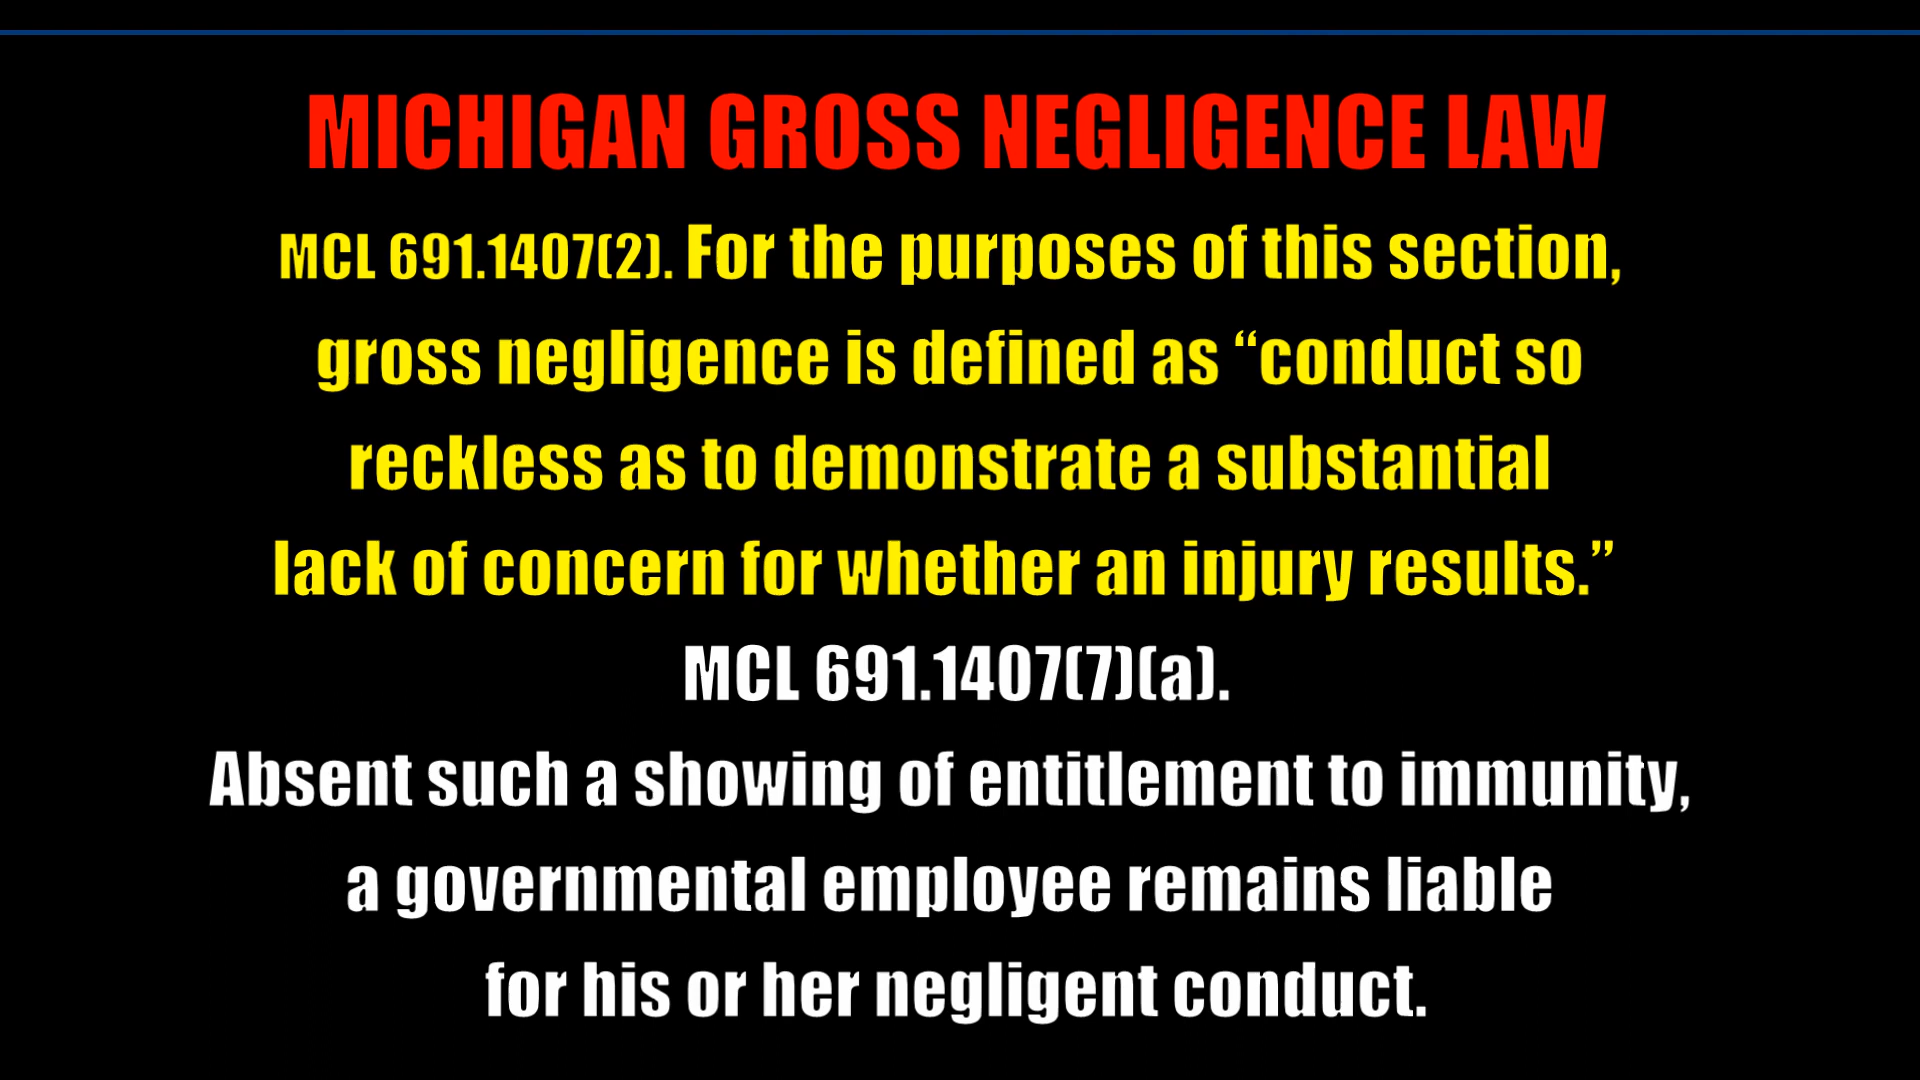 MICHIGAN GROSS NEGLIGENCE LAW
MCL 691.1407(2). For the purposes of this section,
gross negligence is defined as “conduct so
reckless as to demonstrate a substantial
lack of concern for whether an injury results.”
MCL 691.1407(7)(a).
Absent such a showing of entitlement to immunity,
a governmental employee remains liable
for his or her negligent conduct.